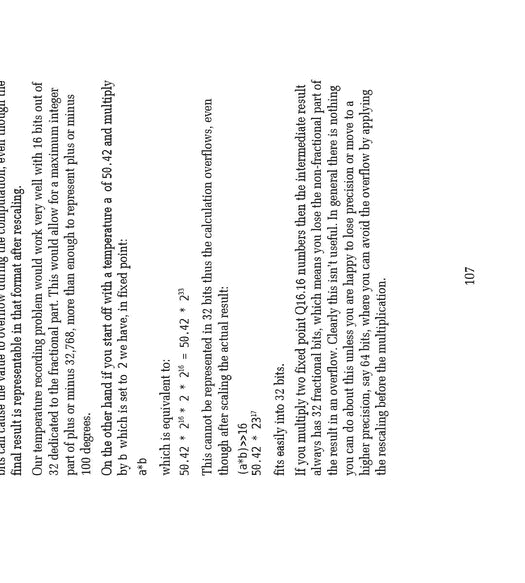 bits can cause the value to overflow during the computation, even though the
final result is representable in that format after rescaling.
Our temperature recording problem would work very well with 16 bits out of
32 dedicated to the fractional part. This would allow for a maximum integer
part of plus or minus 32,768, more than enough to represent plus or minus
100 degrees.
On the other hand if you start off with a temperature a of 50.42 and multiply
by b which is set to 2 we have, in fixed point:
a*b
which is equivalent to:
50.42 * 2¹⁶ * 2 * 2¹⁶ = 50.42 * 2³³
This cannot be represented in 32 bits thus the calculation overflows, even
though after scaling the actual result:
(a*b)>>16
50.42 * 23¹⁷
fits easily into 32 bits.
If you multiply two fixed point Q16.16 numbers then the intermediate result
always has 32 fractional bits, which means you lose the non-fractional part of
the result in an overflow. Clearly this isn't useful. In general there is nothing
you can do about this unless you are happy to lose precision or move to a
higher precision, say 64 bits, where you can avoid the overflow by applying
the rescaling before the multiplication.
107